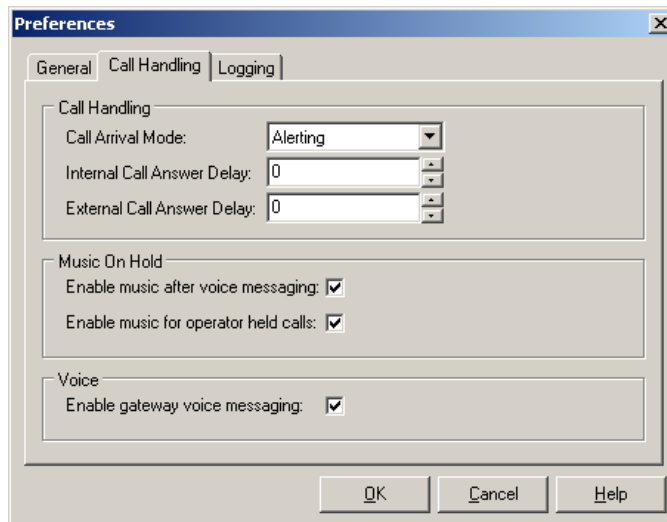 Preferences
General Call Handling Logging
Call Handling
Call Arrival Mode: Alerting
Internal Call Answer Delay: 0
External Call Answer Delay: 0
Music On Hold
Enable music after voice messaging:
Enable music for operator held calls:
Voice
Enable gateway voice messaging:
OK Cancel Help